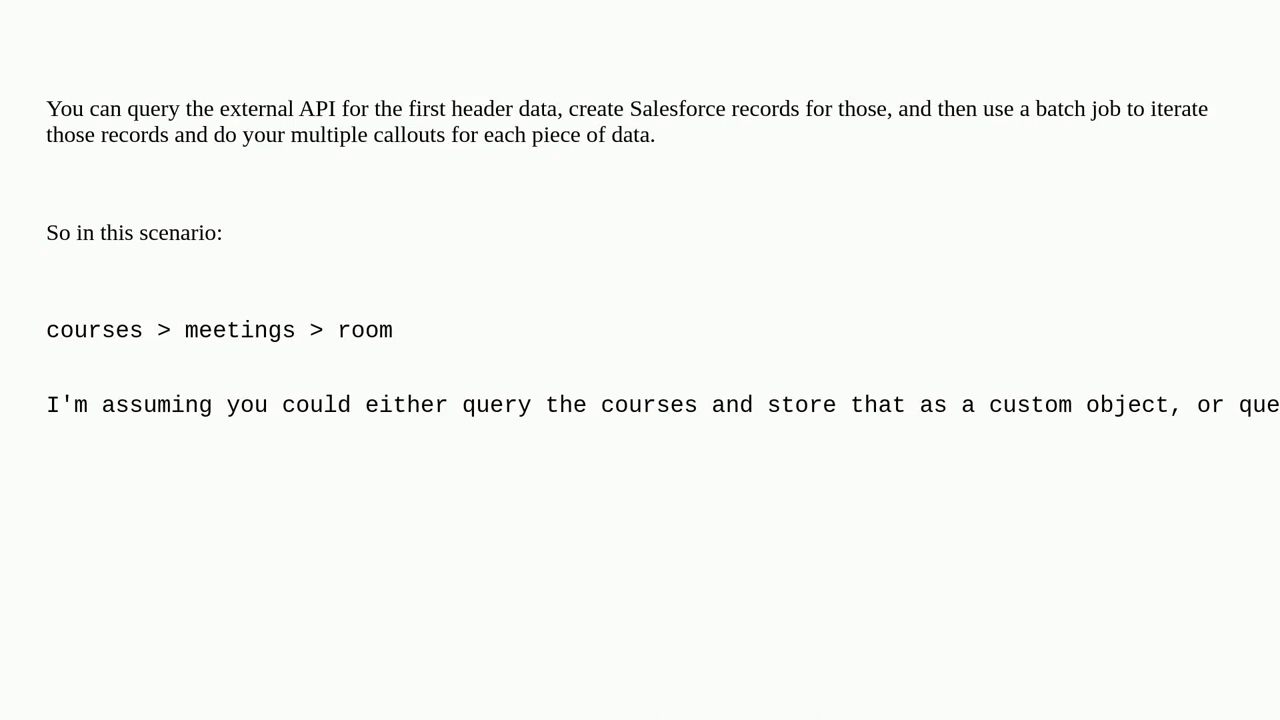 You can query the external API for the first header data, create Salesforce records for those, and then use a batch job to iterate
those records and do your multiple callouts for each piece of data.
So in this scenario:
courses > meetings > room
I'm assuming you could either query the courses and store that as a custom object, or